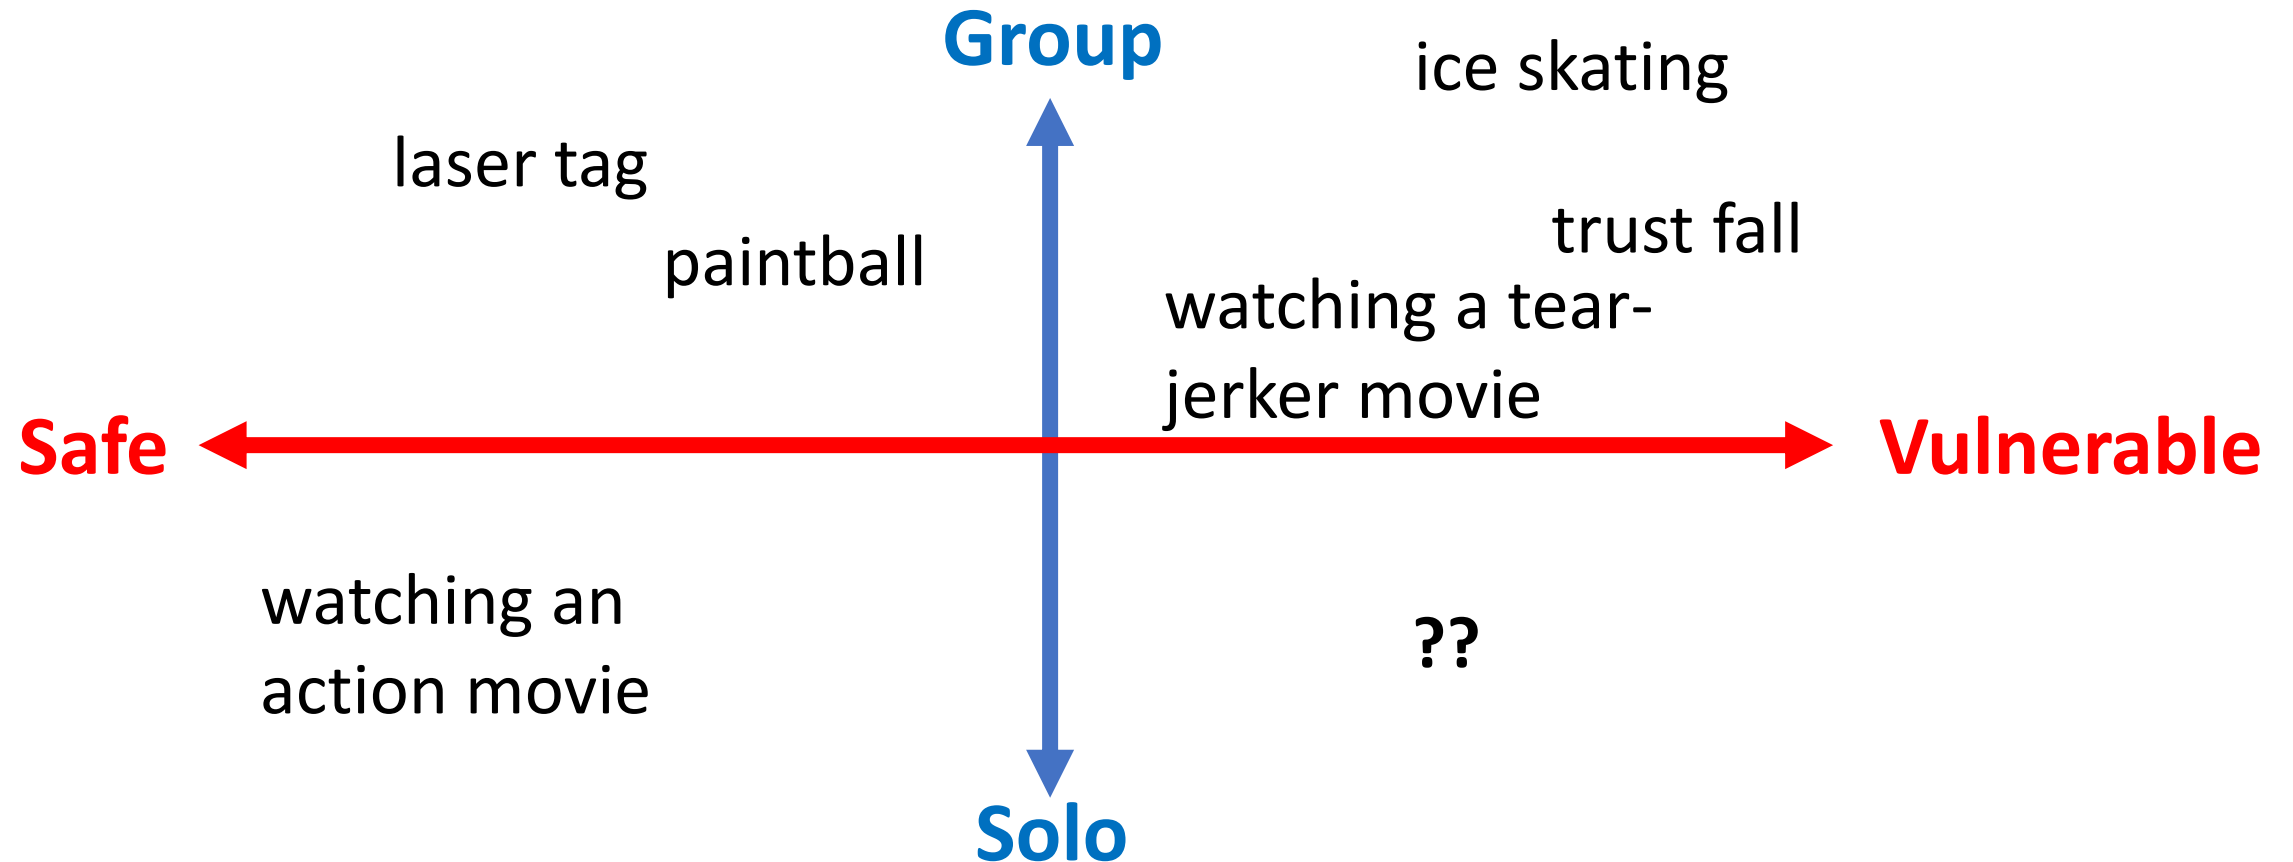 Group
ice skating
laser tag
trust fall
paintball
watching a tear-
jerker movie
Safe
Vulnerable
watching an
action movie
??
Solo